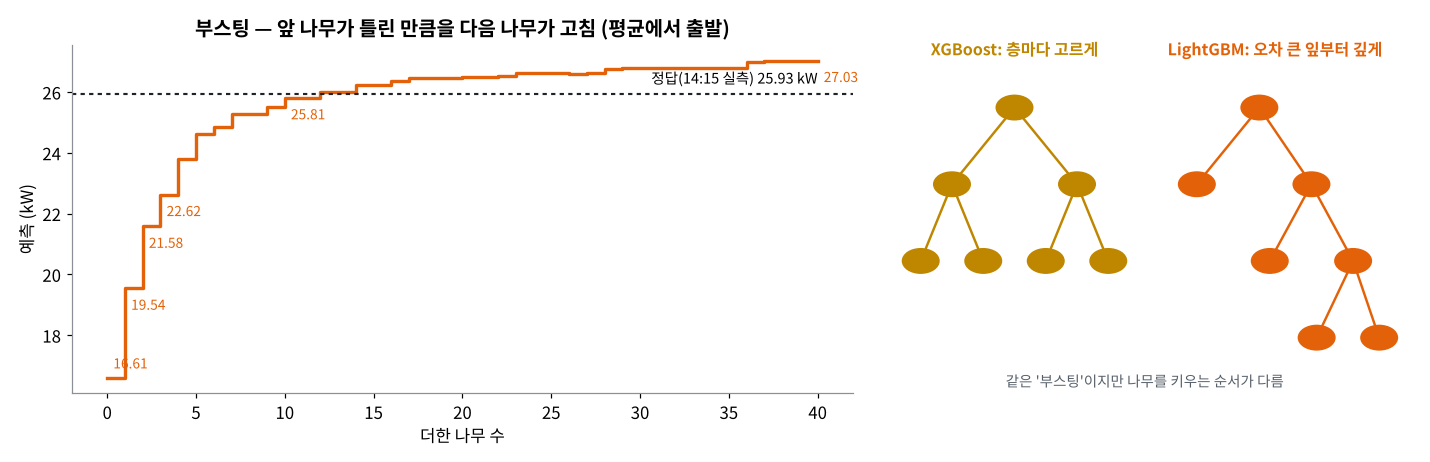 부스팅 — 앞 나무가 틀린 만큼을 다음 나무가 고침 (평균에서 출발)
예측 (kW)
26
24
22
20
18
16.61
19.54
21.58
22.62
25.81
정답(14:15 실측) 25.93 kW
27.03
0 5 10 15 20 25 30 35 40
더한 나무 수
XGBoost: 층마다 고르게
LightGBM: 오차 큰 잎부터 깊게
같은 '부스팅'이지만 나무를 키우는 순서가 다름